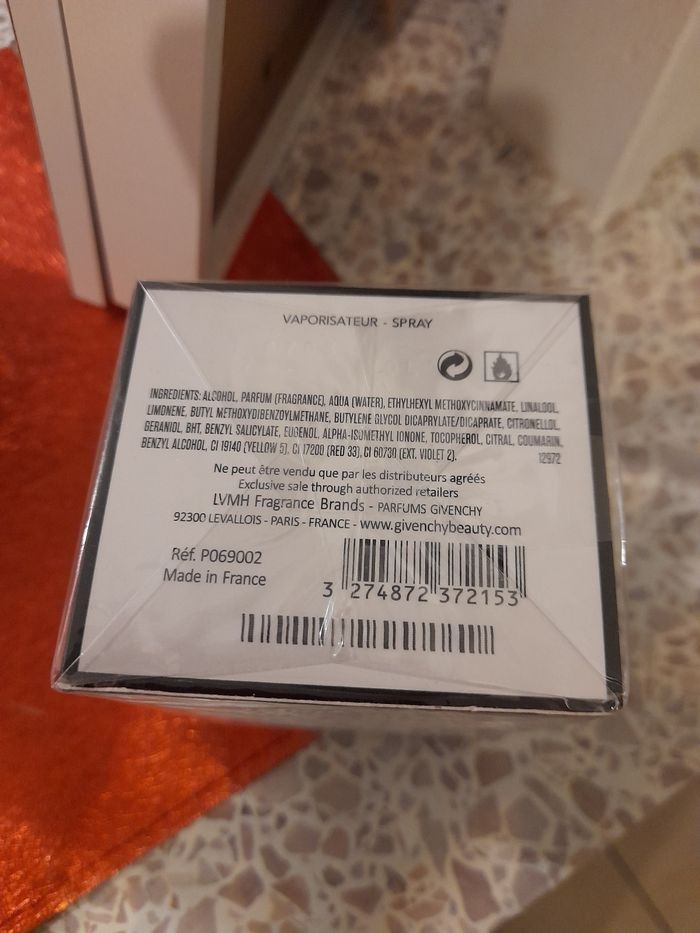 VAPORISATEUR - SPRAY
INGREDIENTS: ALCOHOL, PARFUM (FRAGRANCE), AQUA (WATER), ETHYLHEXYL METHOXYCINNAMATE, LINALOOL,
LIMONENE, BUTYL METHOXYDIBENZOYLMETHANE, BUTYLENE GLYCOL DICAPRYLATE/DICAPRATE, CITRONELLOL,
GERANIOL, BHT, BENZYL SALICYLATE, EUGENOL, ALPHA-ISOMETHYL IONONE, TOCOPHEROL, CITRAL, COUMARIN,
BENZYL ALCOHOL, CI 19140 (YELLOW 5), CI 17200 (RED 33), CI 60730 (EXT. VIOLET 2). 12972
Ne peut être vendu que par les distributeurs agréés
Exclusive sale through authorized retailers
LVMH Fragrance Brands - PARFUMS GIVENCHY
92300 LEVALLOIS - PARIS - FRANCE - www.givenchybeauty.com
Réf. P069002
Made in France
3 274872 372153